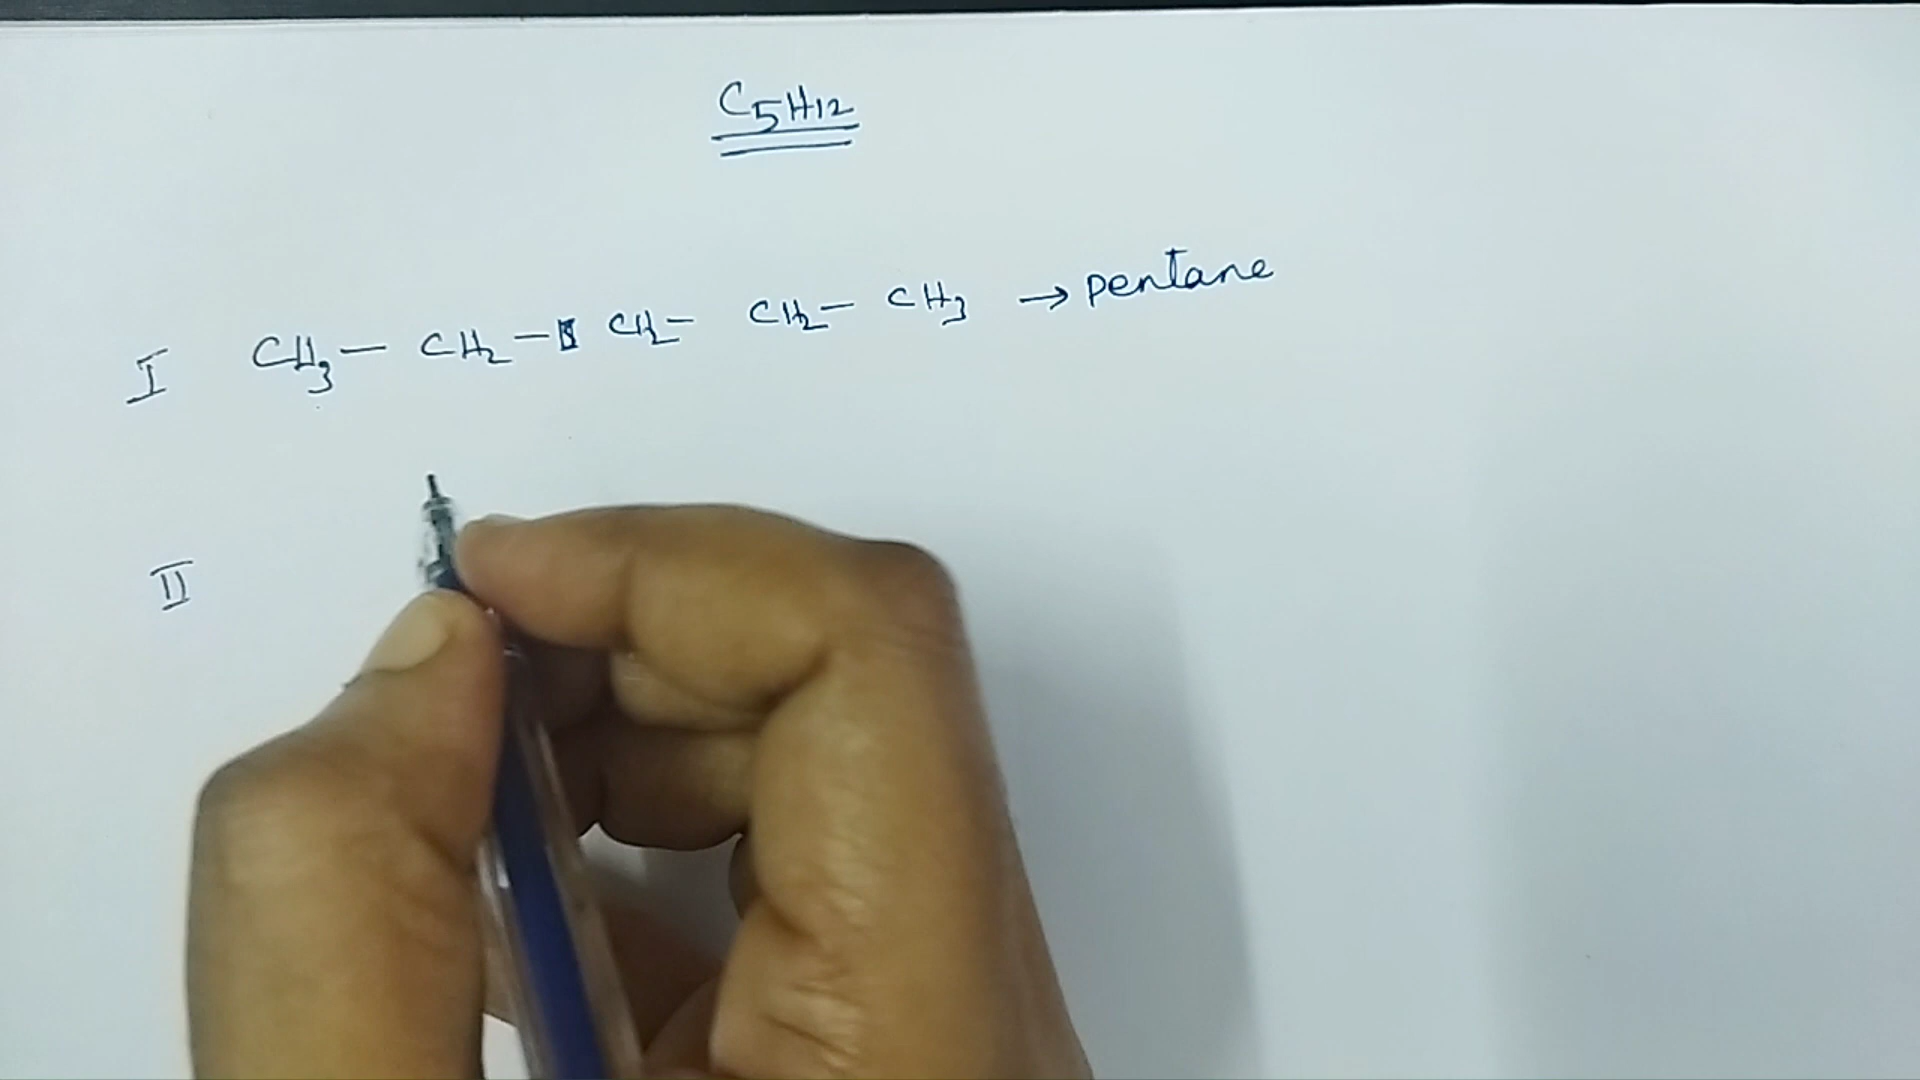 C5H12
I CH3 - CH2 - CH2 - CH2 - CH3 → pentane
II